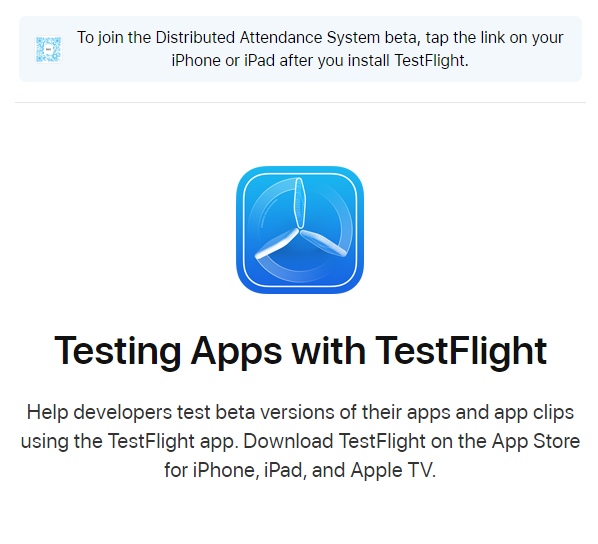 To join the Distributed Attendance System beta, tap the link on your
iPhone or iPad after you install TestFlight.
Testing Apps with TestFlight
Help developers test beta versions of their apps and app clips
using the TestFlight app. Download TestFlight on the App Store
for iPhone, iPad, and Apple TV.